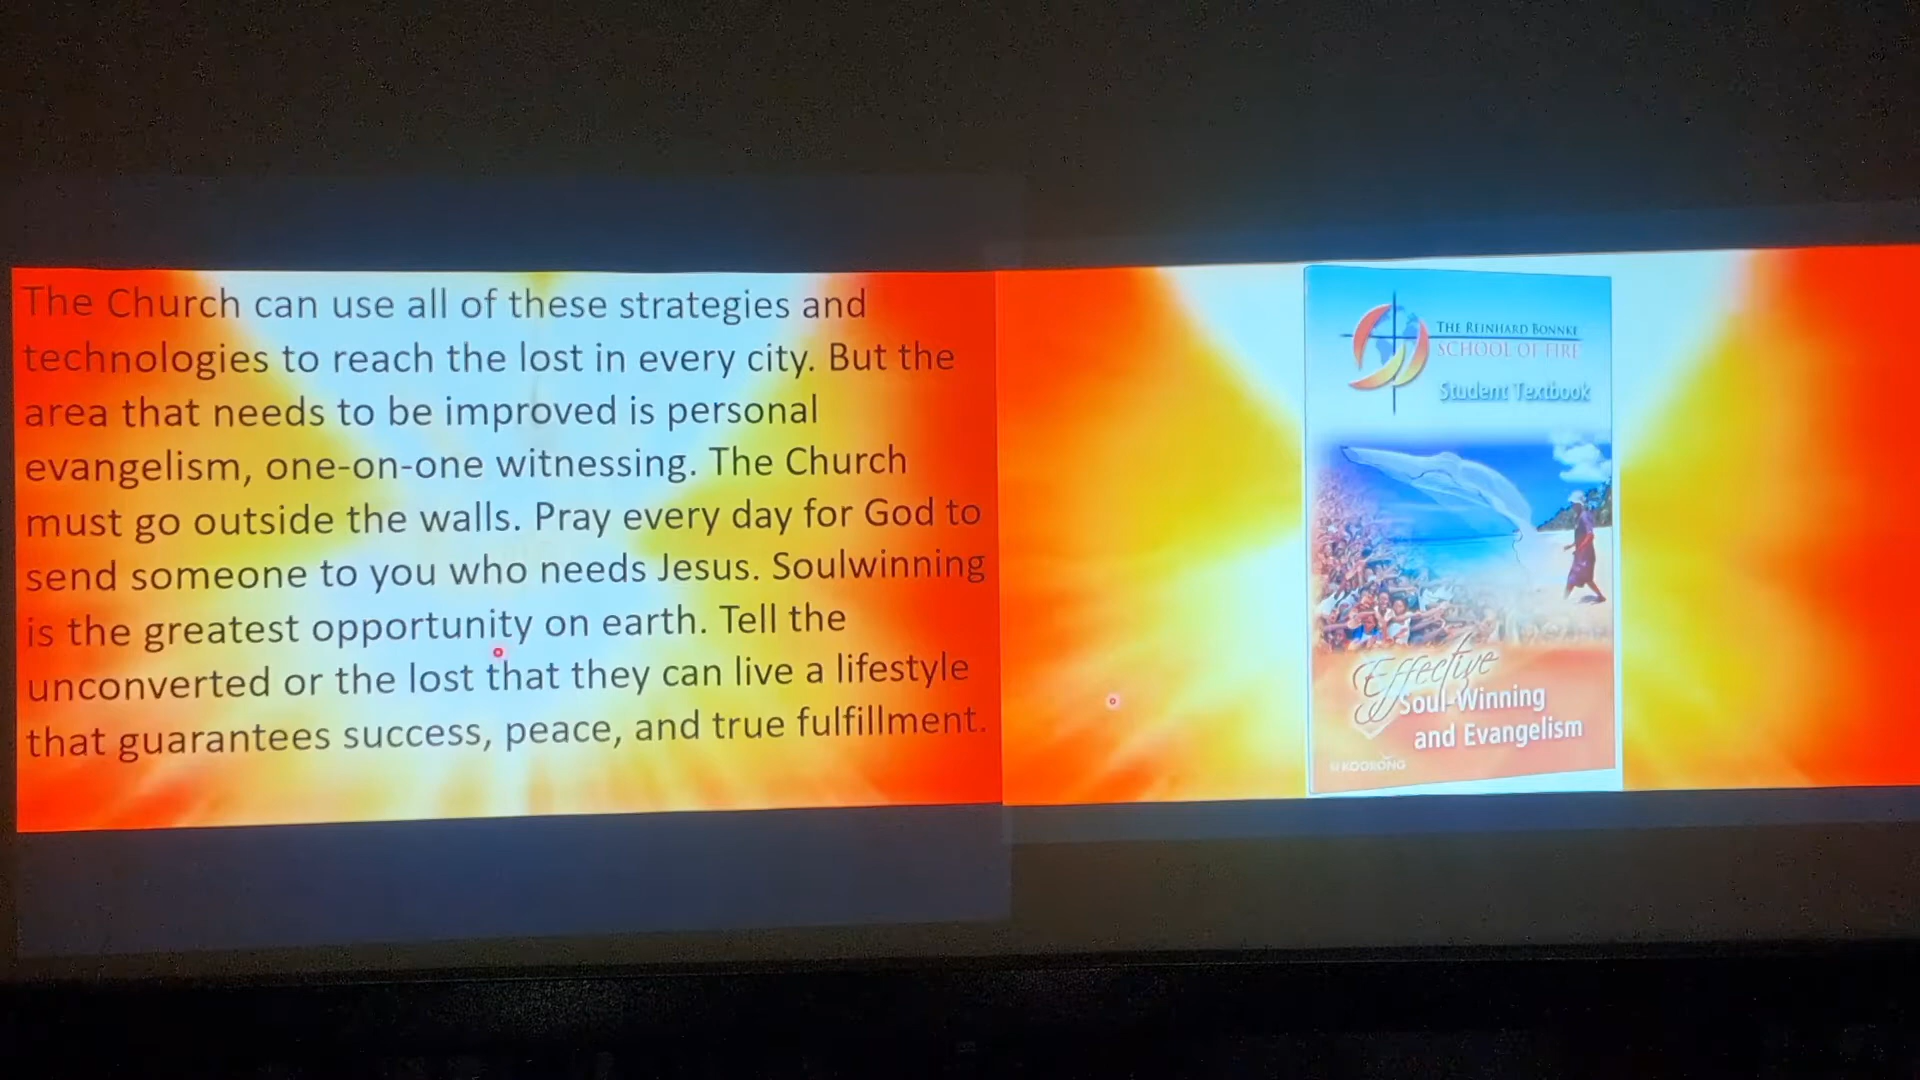 The Church can use all of these strategies and
technologies to reach the lost in every city. But the
area that needs to be improved is personal
evangelism, one-on-one witnessing. The Church
must go outside the walls. Pray every day for God to
send someone to you who needs Jesus. Soulwinning
is the greatest opportunity on earth. Tell the
unconverted or the lost that they can live a lifestyle
that guarantees success, peace, and true fulfillment.
THE REINHARD BONNKE
SCHOOL OF FIRE
Student Textbook
Effective
Soul-Winning
and Evangelism
KOORONG